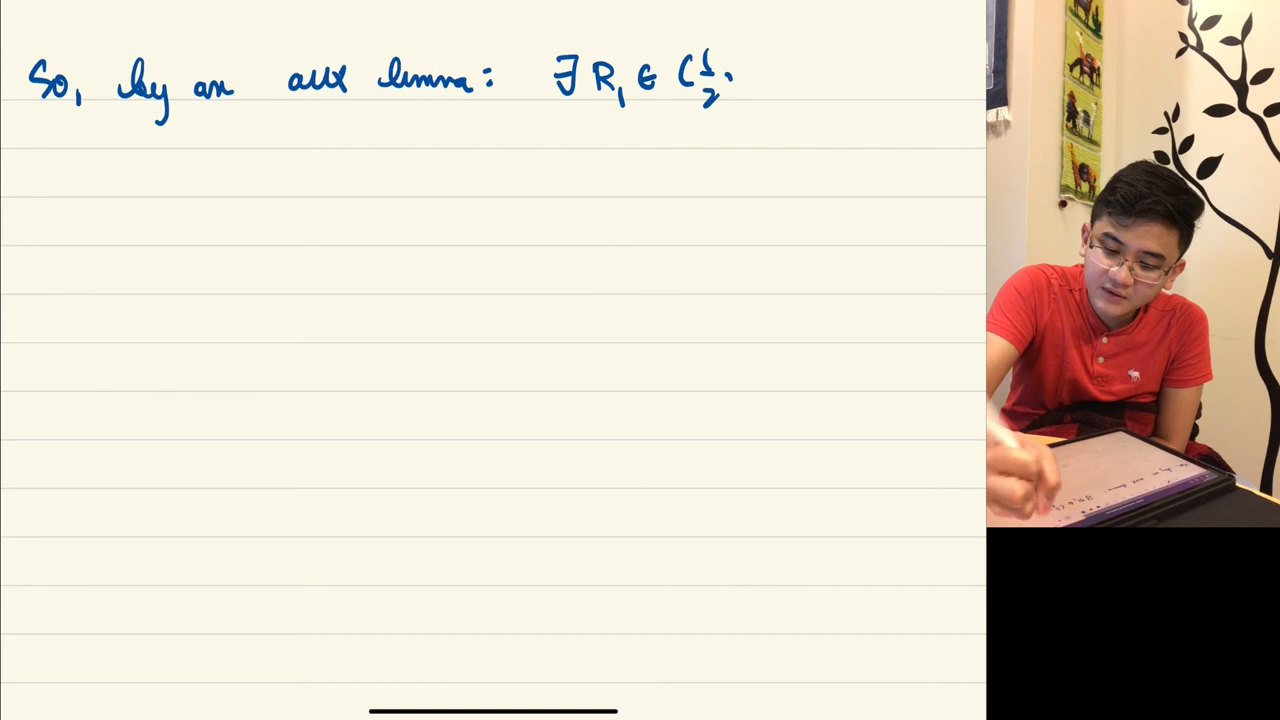 So, by an aux lemma: ∃ R₁ ∈ (½,